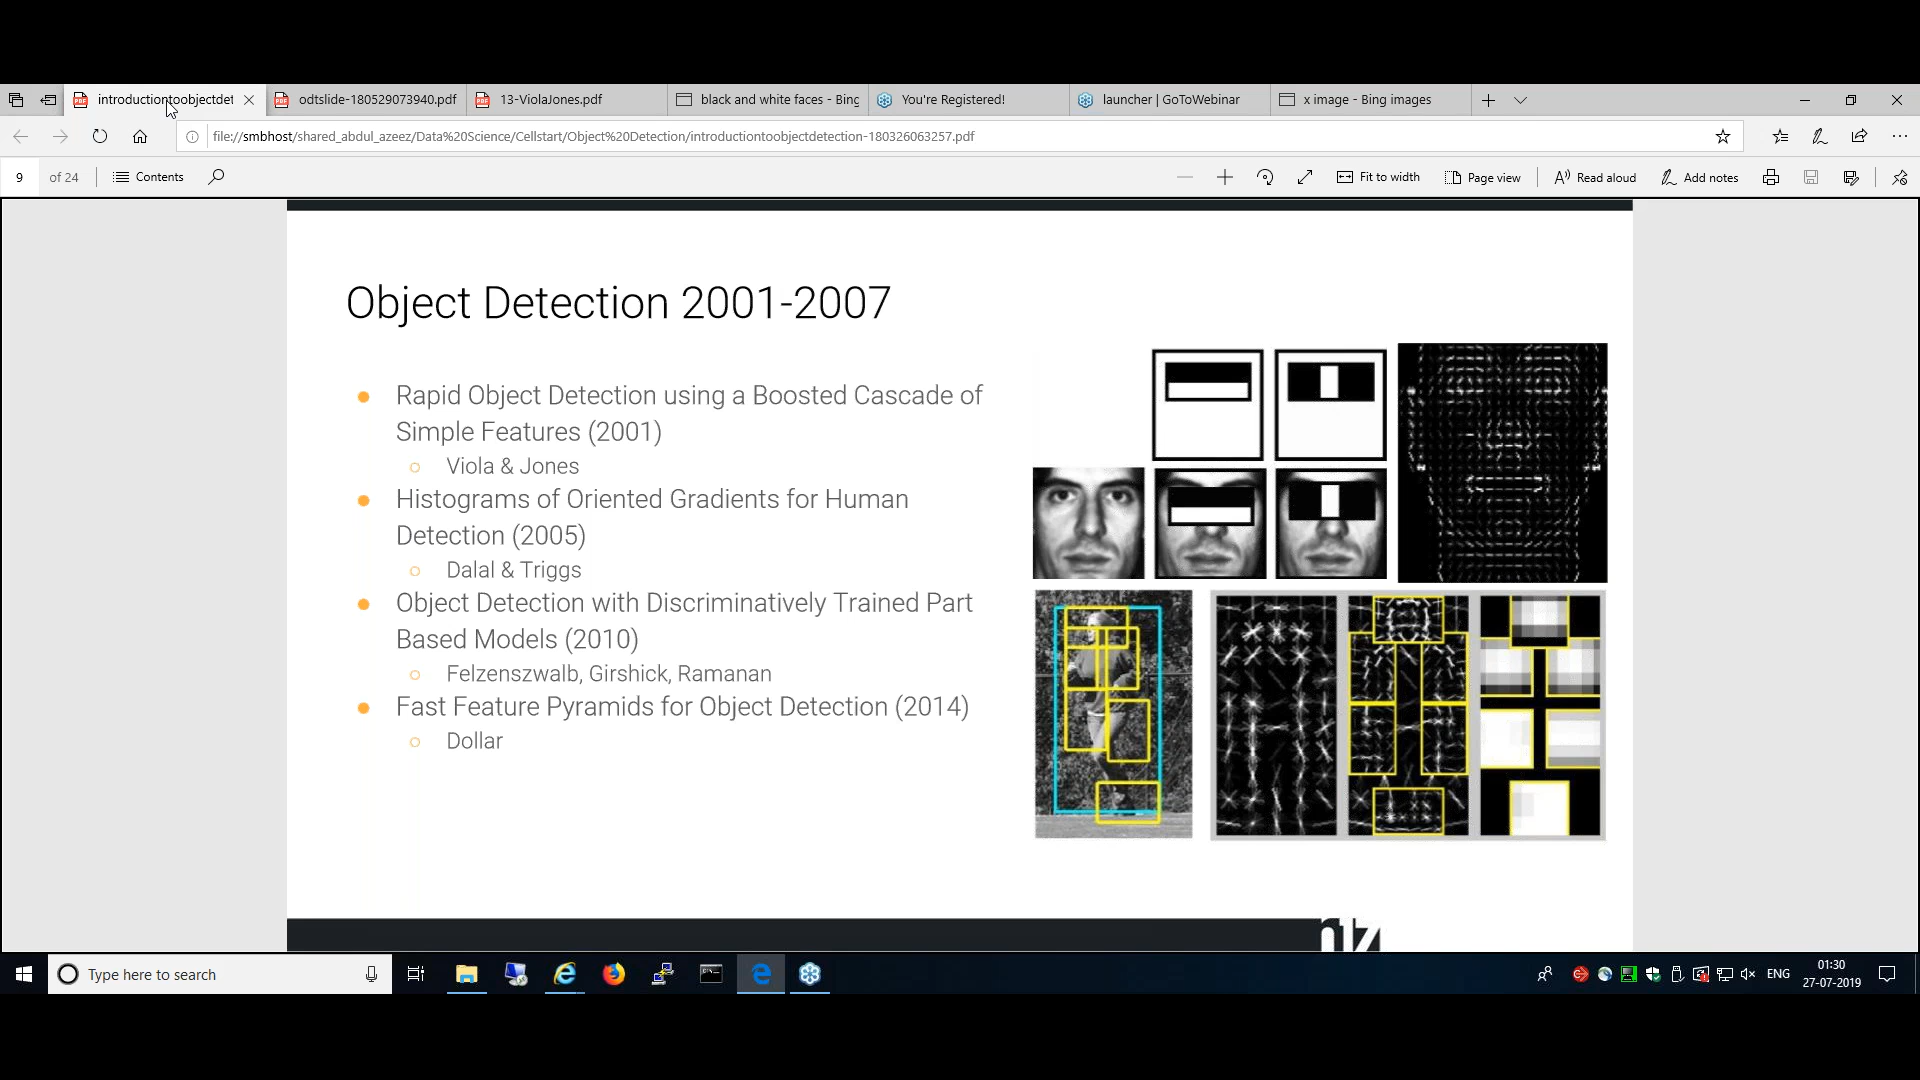 introductiontoobjectdet
odtslide-180529073940.pdf
13-ViolaJones.pdf
black and white faces - Bing
You're Registered!
launcher | GoToWebinar
x image - Bing images
file://smbhost/shared_abdul_azeez/Data%20Science/Cellstart/Object%20Detection/introductiontoobjectdetection-180326063257.pdf
9 of 24
Contents
Fit to width
Page view
Read aloud
Add notes
Object Detection 2001-2007
Rapid Object Detection using a Boosted Cascade of
Simple Features (2001)
Viola & Jones
Histograms of Oriented Gradients for Human
Detection (2005)
Dalal & Triggs
Object Detection with Discriminatively Trained Part
Based Models (2010)
Felzenszwalb, Girshick, Ramanan
Fast Feature Pyramids for Object Detection (2014)
Dollar
Type here to search
ENG
01:30
27-07-2019